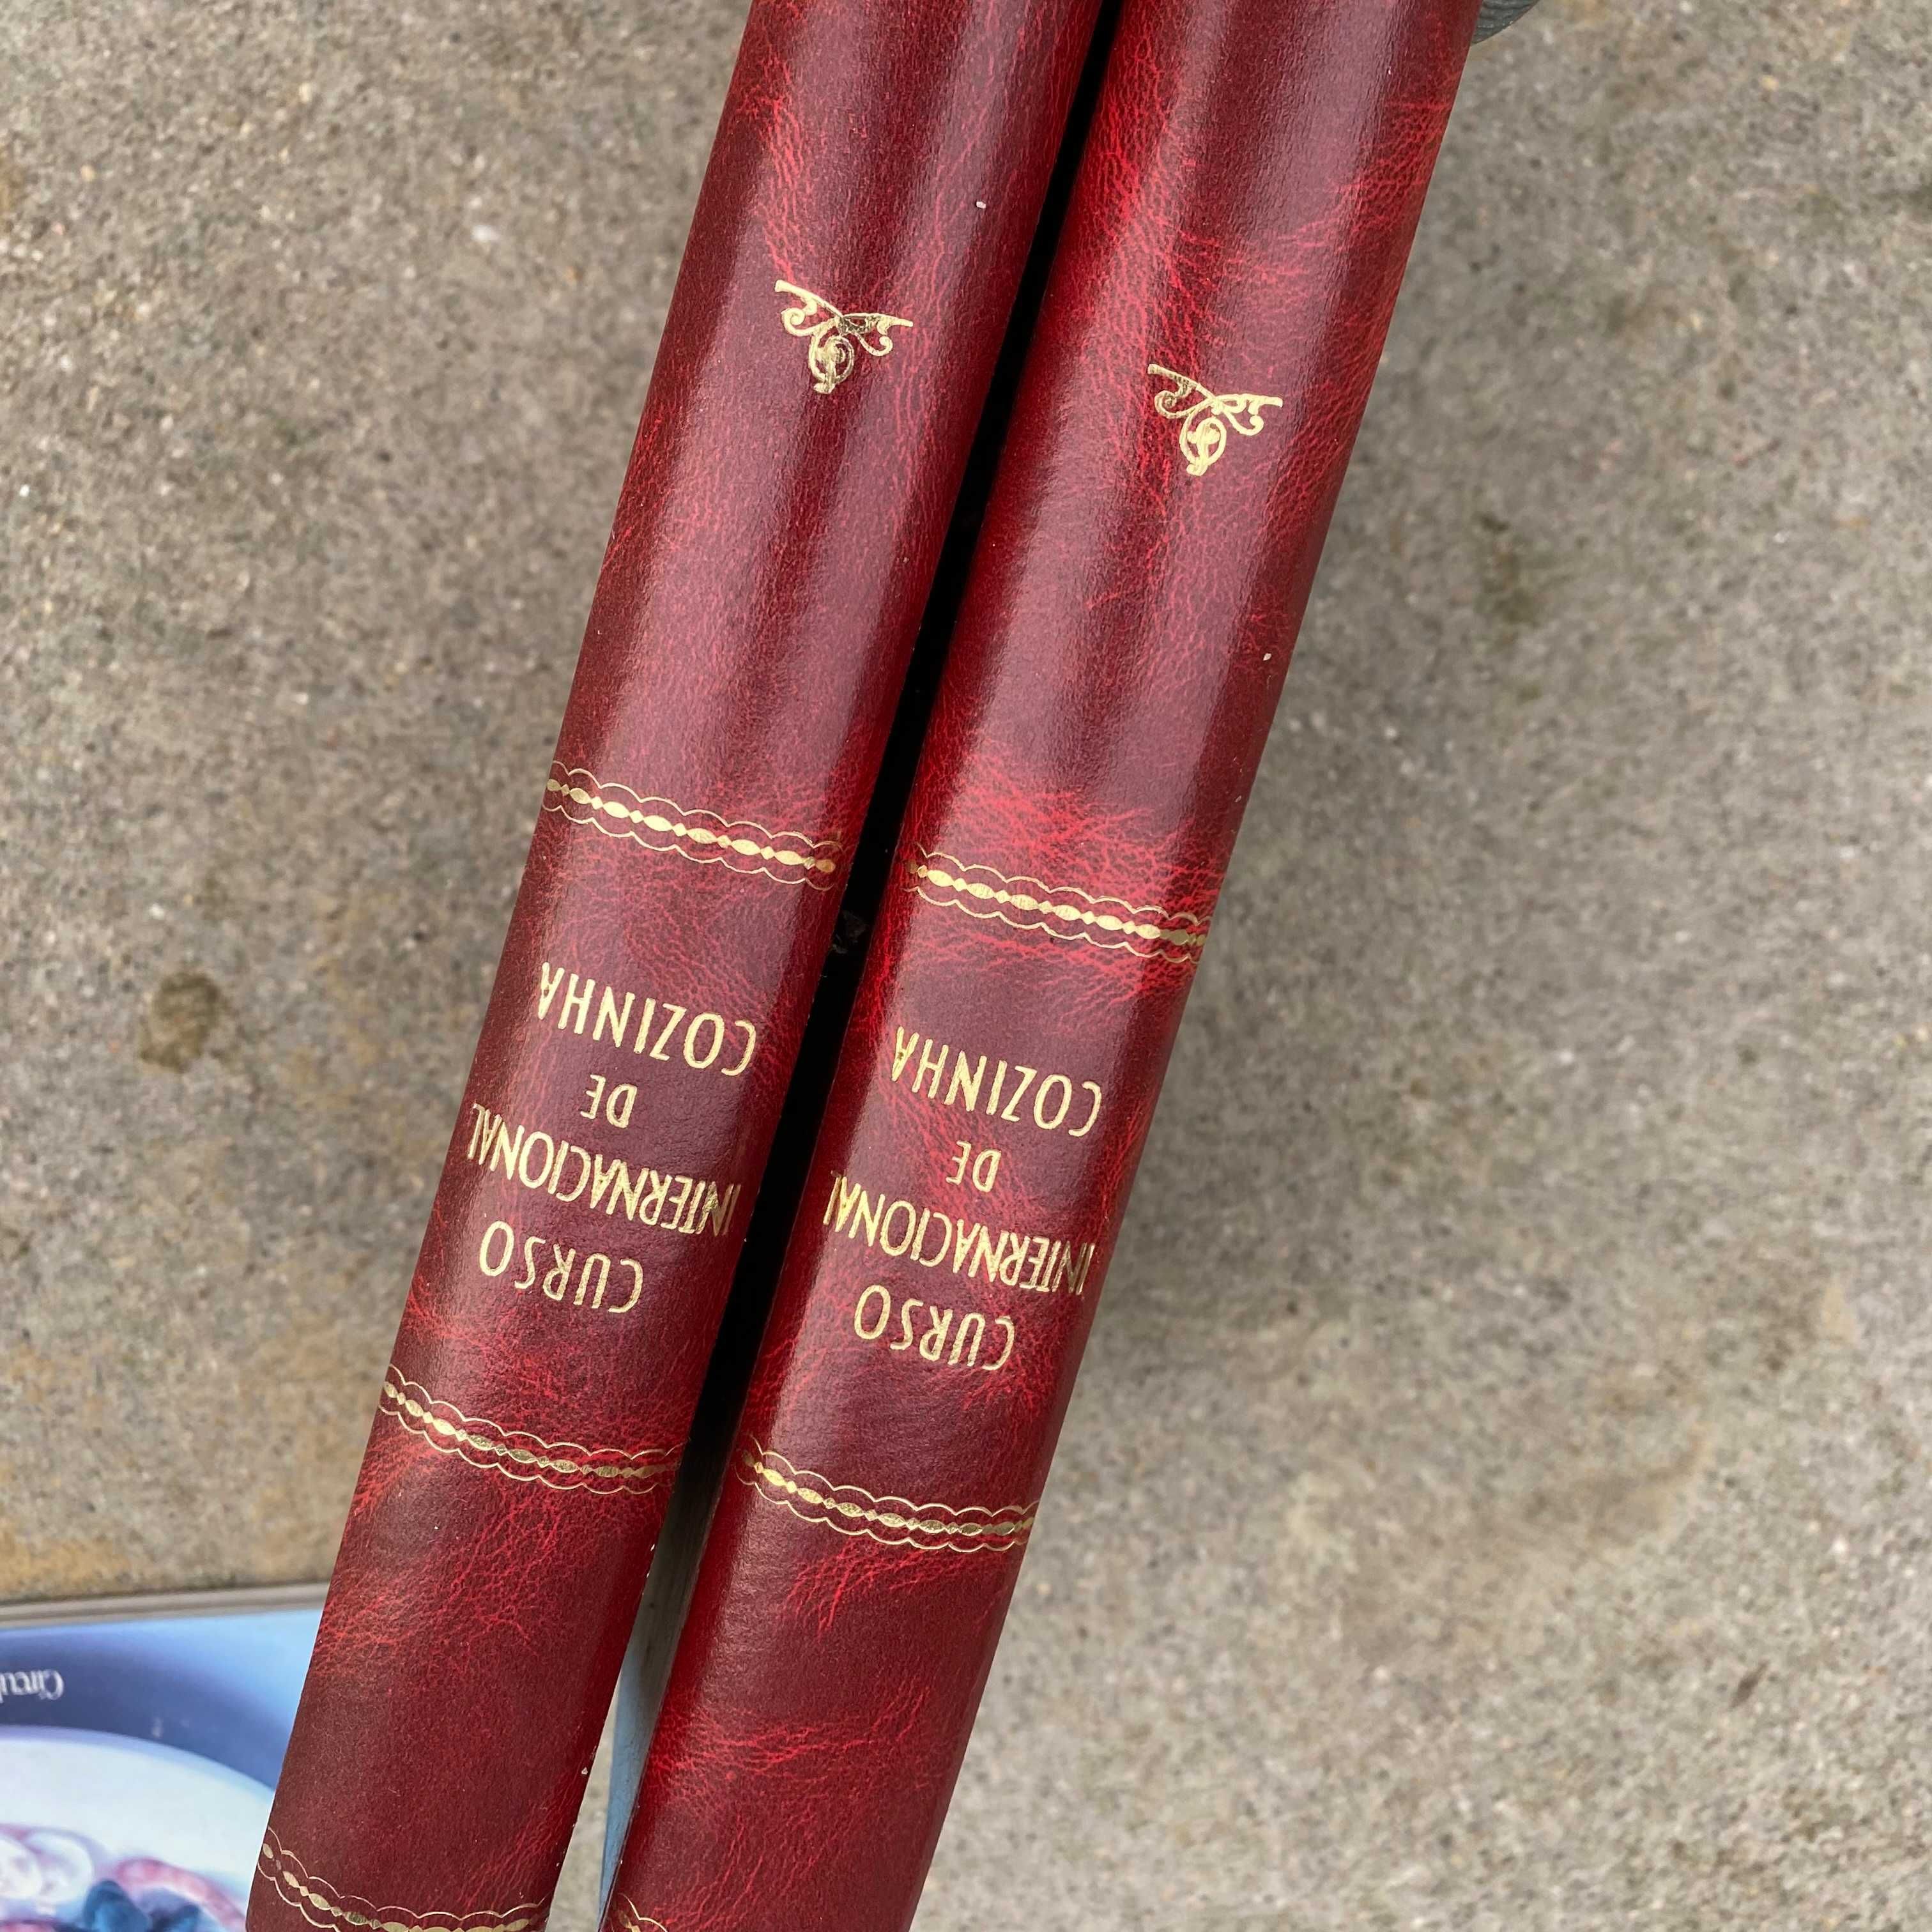 CURSO
INTERNACIONAL
DE
COZINHA
CURSO
INTERNACIONAL
DE
COZINHA